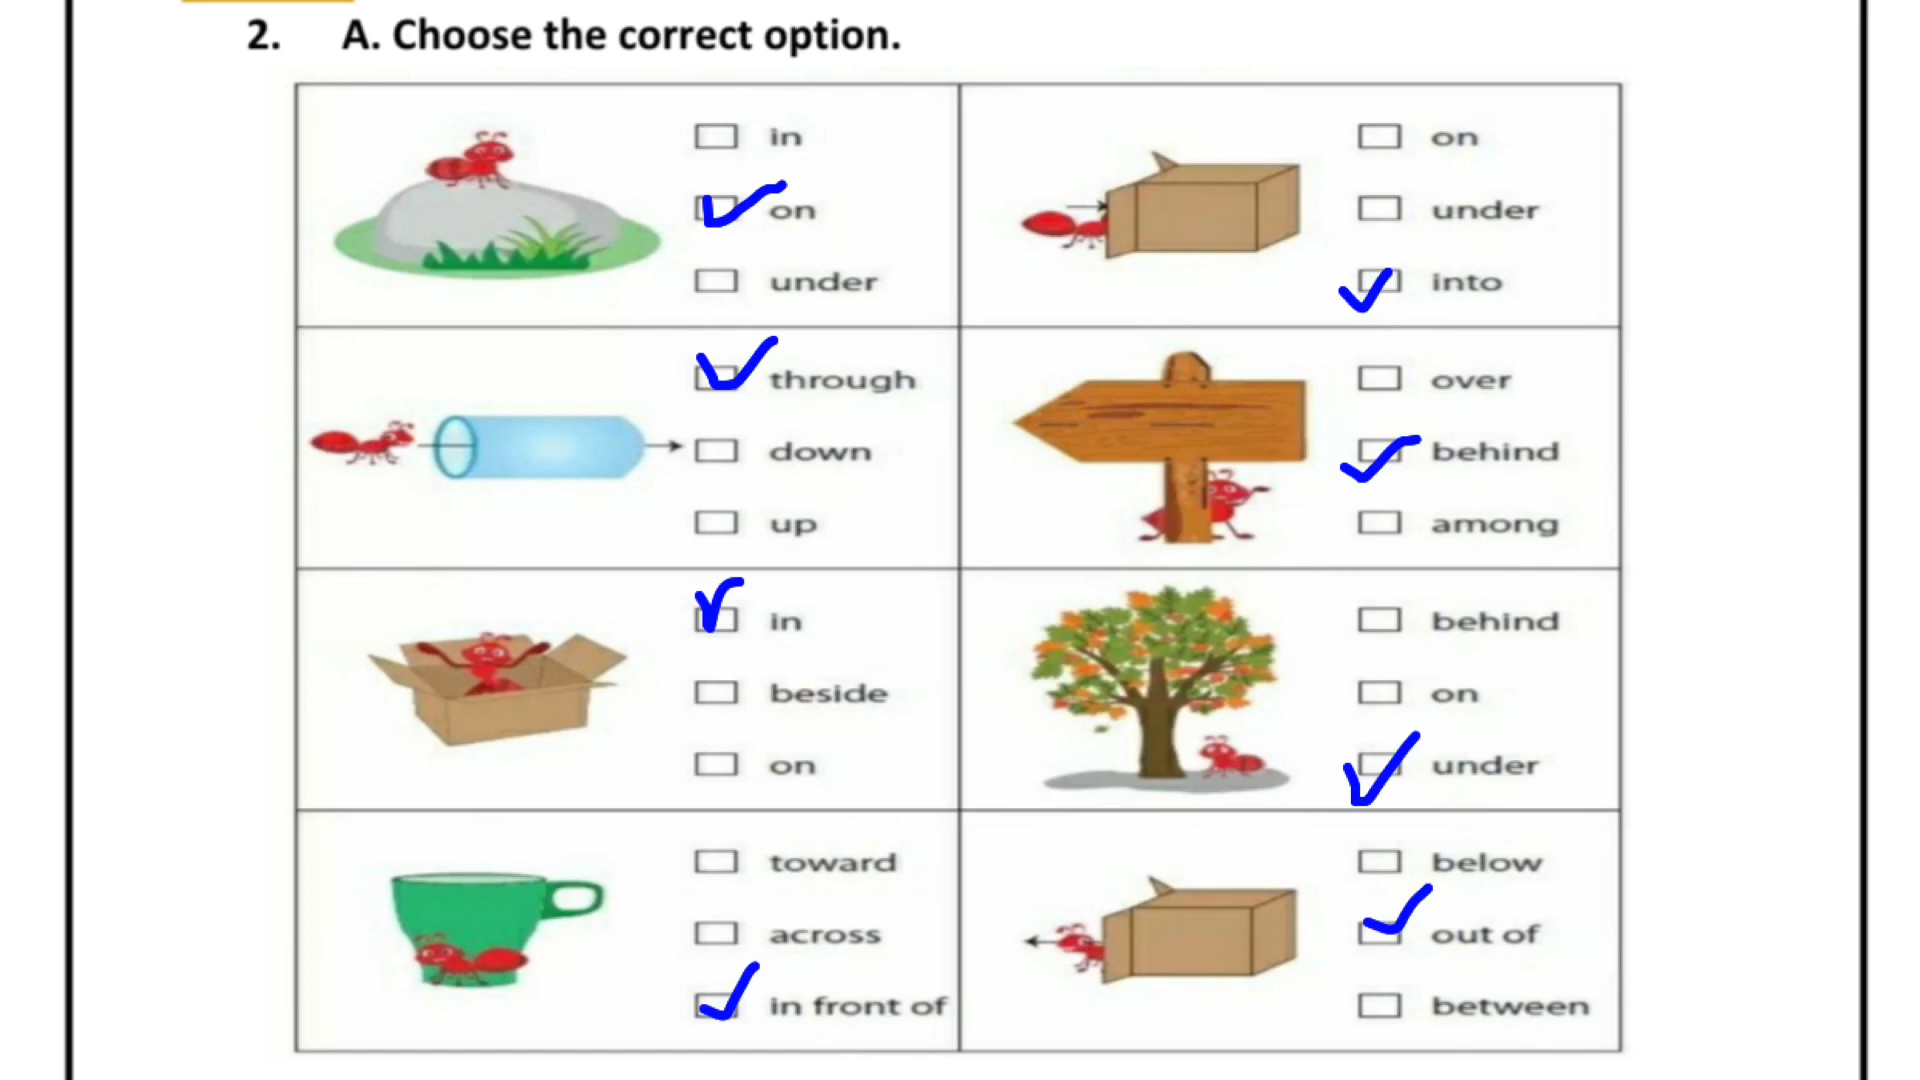 2. A. Choose the correct option.
in
on
under
on
under
into
through
down
up
over
behind
among
in
beside
on
behind
on
under
toward
across
in front of
below
out of
between